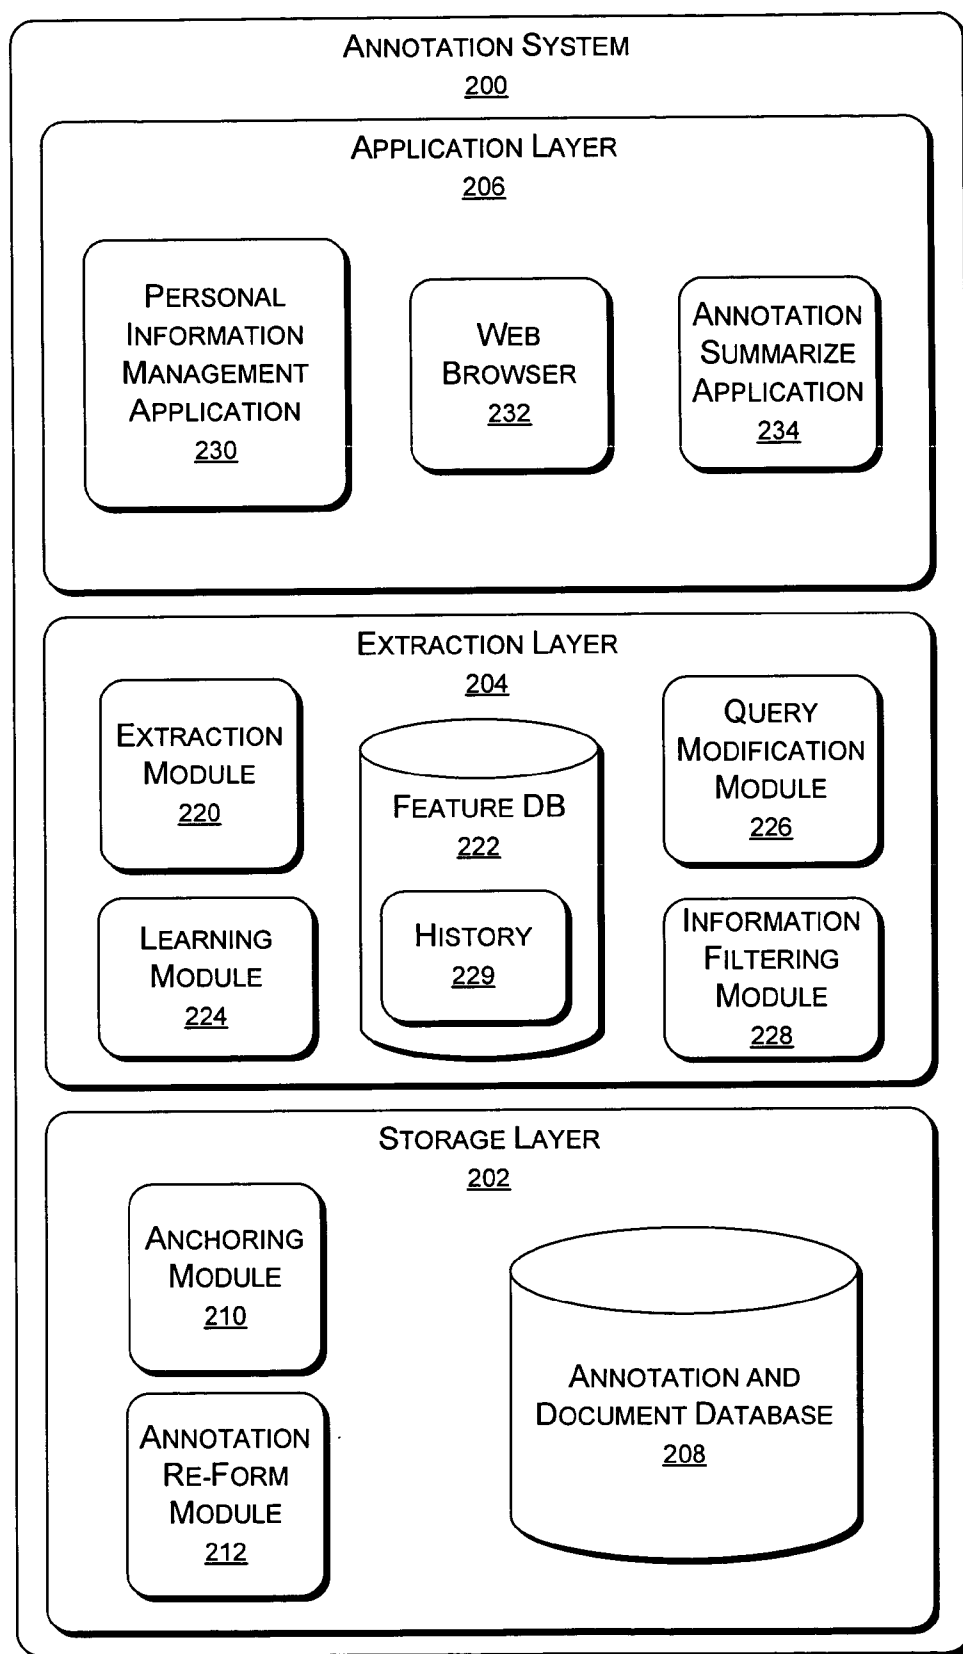 ANNOTATION SYSTEM
200
APPLICATION LAYER
206
PERSONAL
INFORMATION
MANAGEMENT
APPLICATION
230
WEB
BROWSER
232
ANNOTATION
SUMMARIZE
APPLICATION
234
EXTRACTION LAYER
204
EXTRACTION
MODULE
220
FEATURE DB
222
QUERY
MODIFICATION
MODULE
226
LEARNING
MODULE
224
HISTORY
229
INFORMATION
FILTERING
MODULE
228
STORAGE LAYER
202
ANCHORING
MODULE
210
ANNOTATION
RE-FORM
MODULE
212
ANNOTATION AND
DOCUMENT DATABASE
208